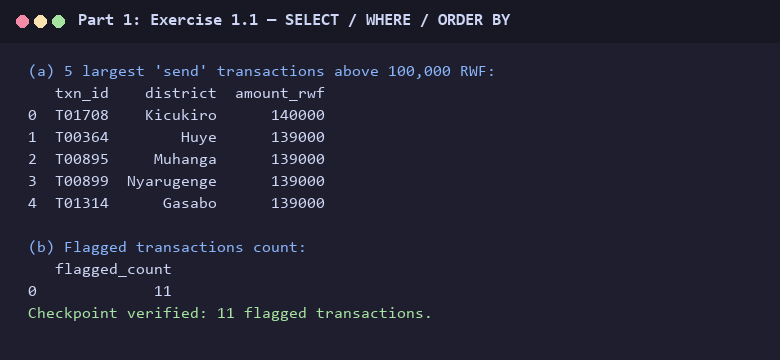 Part 1: Exercise 1.1 — SELECT / WHERE / ORDER BY
(a) 5 largest 'send' transactions above 100,000 RWF:
txn_id district amount_rwf
0 T01708 Kicukiro 140000
1 T00364 Huye 139000
2 T00895 Muhanga 139000
3 T00899 Nyarugenge 139000
4 T01314 Gasabo 139000
(b) Flagged transactions count:
flagged_count
0 11
Checkpoint verified: 11 flagged transactions.